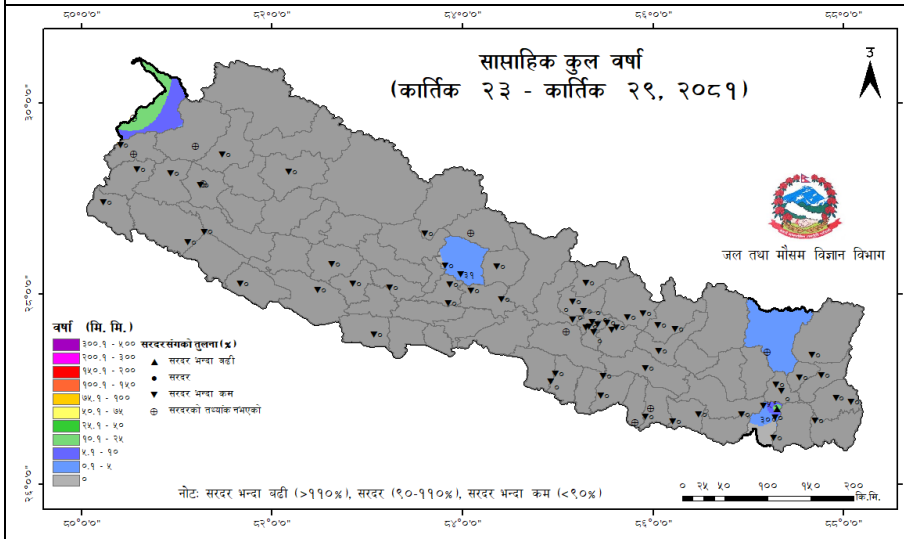 ८०°०'०" ८२°०'०" ८४°०'०" ८६°०'०" ८८°०'०"
साप्ताहिक कुल वर्षा
(कार्तिक २३ - कार्तिक २९, २०८१)
उ
३०°०'०"
२८°०'०"
२६°०'०"
जल तथा मौसम विज्ञान विभाग
वर्षा (मि. मि.)
३००.१ - ५००
२००.१ - ३००
१५०.१ - २००
१००.१ - १५०
७५.१ - १००
५०.१ - ७५
२५.१ - ५०
१०.१ - २५
५.१ - १०
०.१ - ५
०
सरदरसंगको तुलना (%)
सरदर भन्दा बढी
सरदर
सरदर भन्दा कम
सरदरको तथ्यांक नभएको
३१
३०
नोटः सरदर भन्दा बढी (>११०%), सरदर (९०-११०%), सरदर भन्दा कम (<९०%)
० २५ ५० १०० १५० २००
कि.मि.
८०°०'०" ८२°०'०" ८४°०'०" ८६°०'०" ८८°०'०"